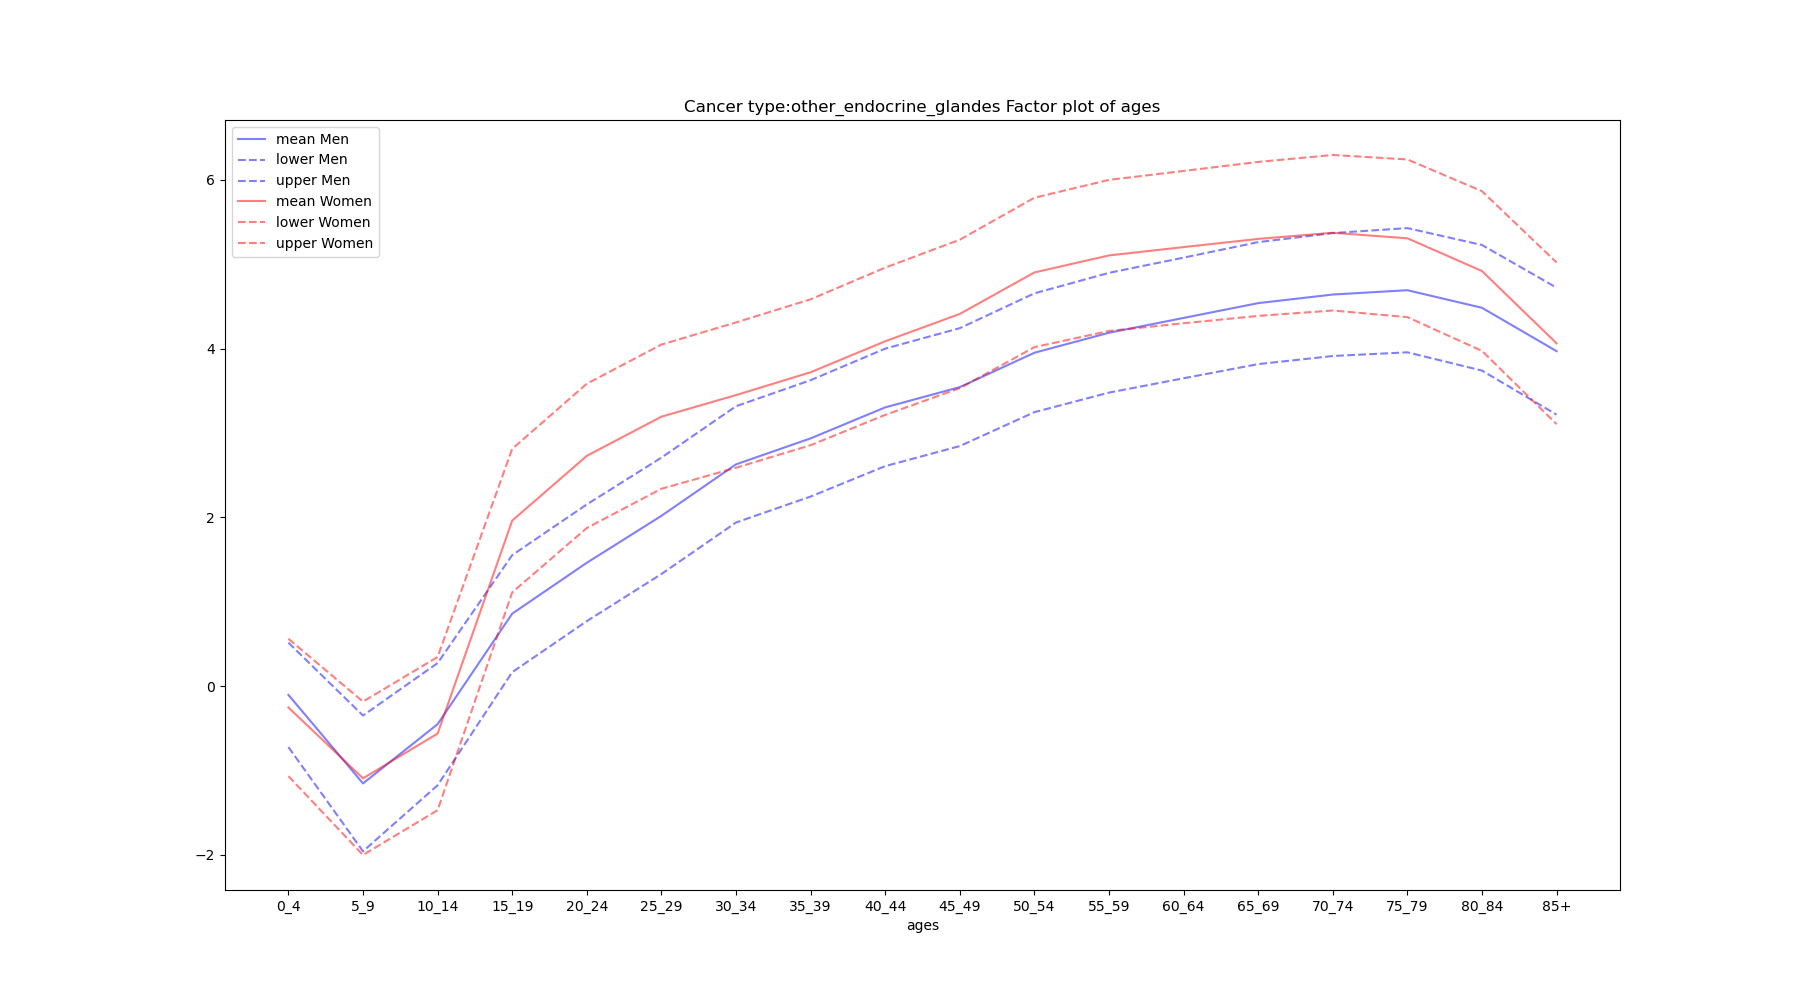 Cancer type:other_endocrine_glandes Factor plot of ages
mean Men
lower Men
upper Men
mean Women
lower Women
upper Women
6
4
2
0
−2
0_4 5_9 10_14 15_19 20_24 25_29 30_34 35_39 40_44 45_49 50_54 55_59 60_64 65_69 70_74 75_79 80_84 85+
ages